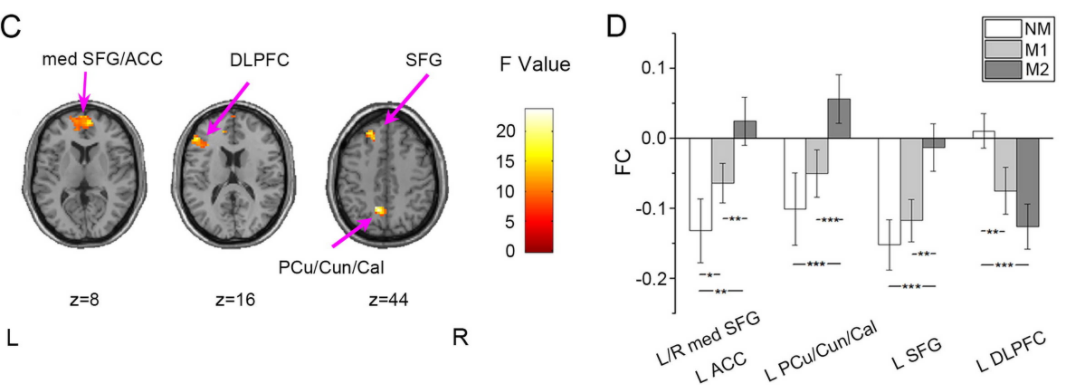 C
med SFG/ACC
DLPFC
SFG
F Value
20
15
10
5
0
PCu/Cun/Cal
z=8
z=16
z=44
L
R
D
NM
M1
M2
FC
0.1
0.0
-0.1
-0.2
-**-
-*-
-**-
-***-
-***-
-**-
-***-
-**-
-***-
L/R med SFG
L ACC
L PCu/Cun/Cal
L SFG
L DLPFC